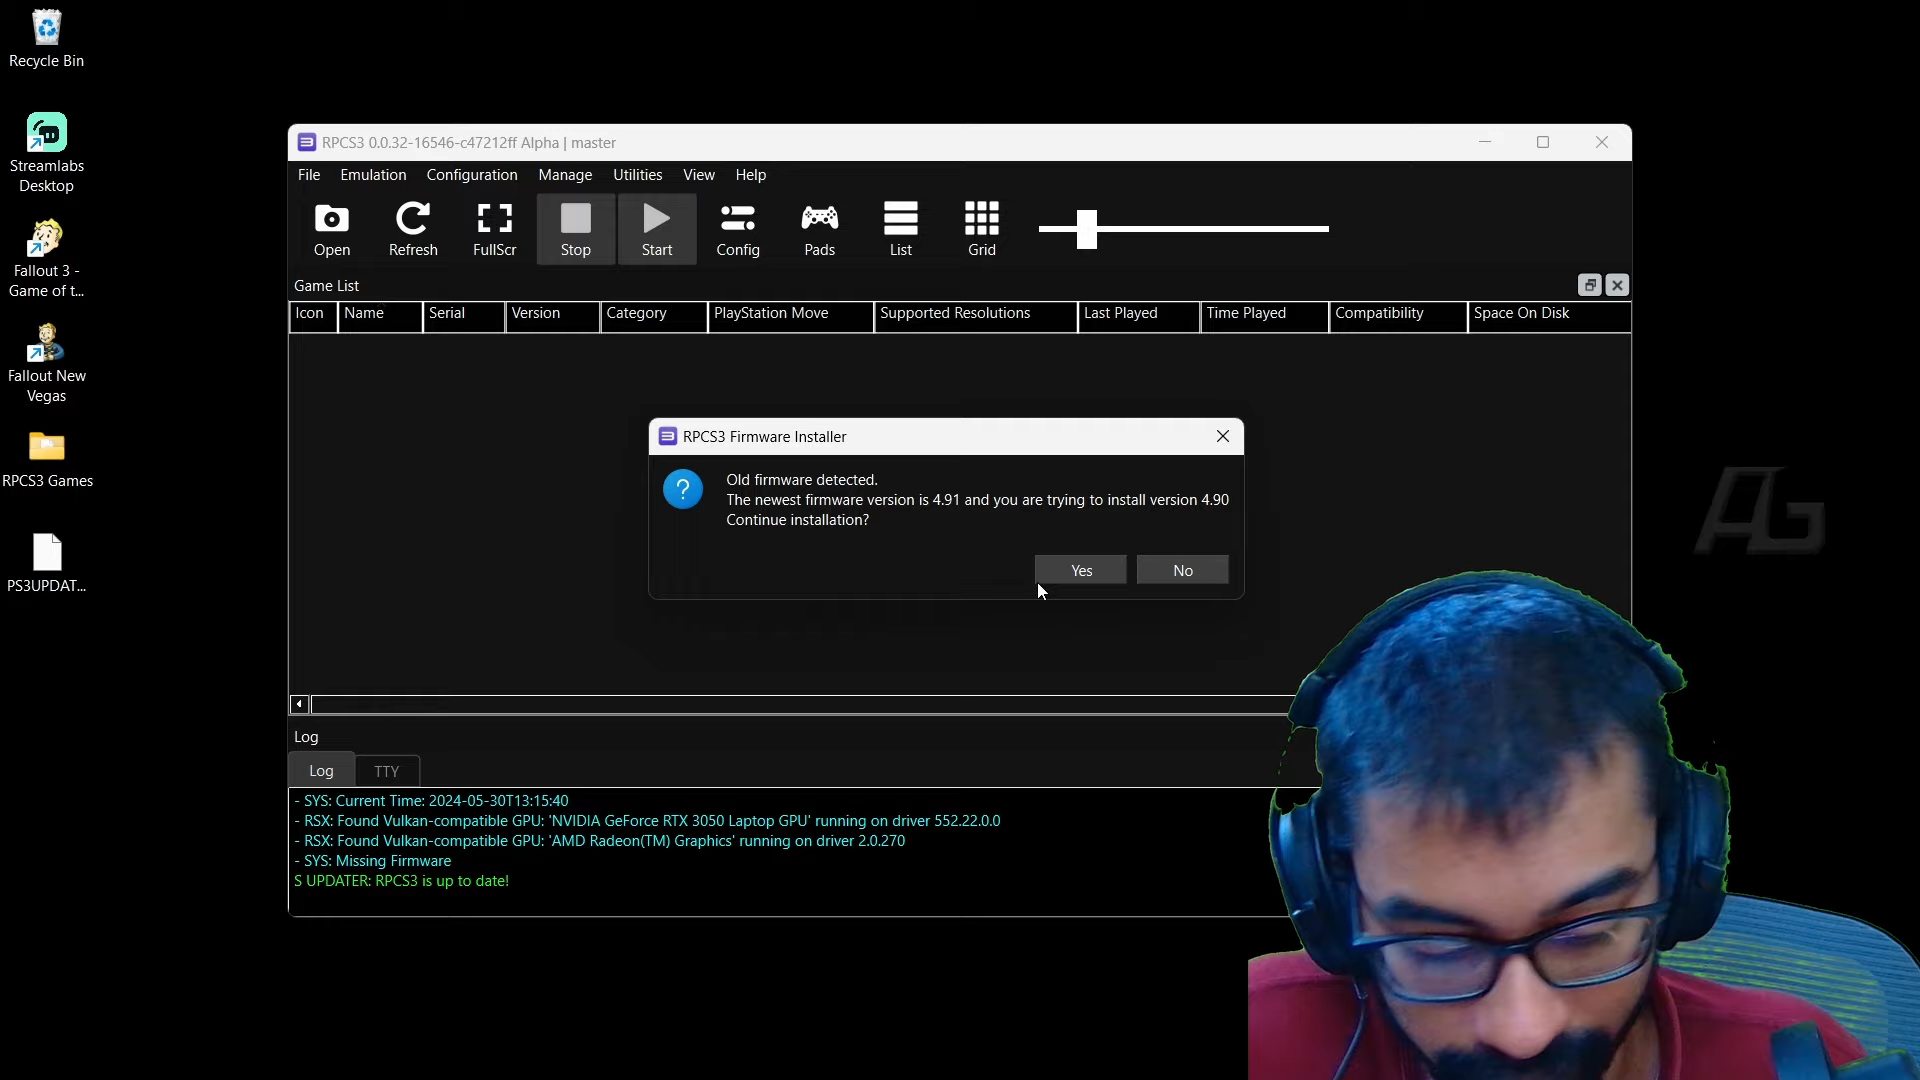 Recycle Bin
Streamlabs
Desktop
Fallout 3 -
Game of t...
Fallout New
Vegas
RPCS3 Games
PS3UPDAT...
RPCS3 0.0.32-16546-c47212ff Alpha | master
File Emulation Configuration Manage Utilities View Help
Open Refresh FullScr Stop Start Config Pads List Grid
Game List
Icon Name Serial Version Category PlayStation Move Supported Resolutions Last Played Time Played Compatibility Space On Disk
RPCS3 Firmware Installer
Old firmware detected.
The newest firmware version is 4.91 and you are trying to install version 4.90
Continue installation?
Yes No
AG
Log
Log TTY
- SYS: Current Time: 2024-05-30T13:15:40
- RSX: Found Vulkan-compatible GPU: 'NVIDIA GeForce RTX 3050 Laptop GPU' running on driver 552.22.0.0
- RSX: Found Vulkan-compatible GPU: 'AMD Radeon(TM) Graphics' running on driver 2.0.270
- SYS: Missing Firmware
S UPDATER: RPCS3 is up to date!